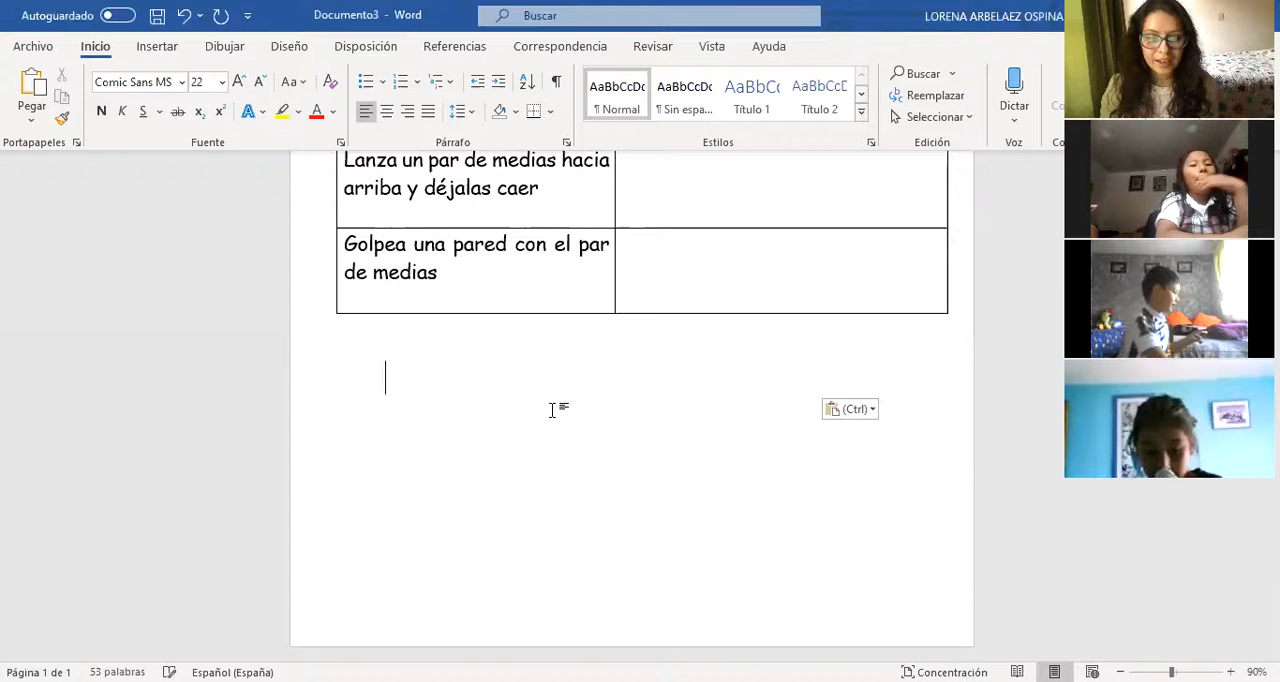 Autoguardado
Documento3 - Word
Buscar
LORENA ARBELAEZ OSPINA
Archivo Inicio Insertar Dibujar Diseño Disposición Referencias Correspondencia Revisar Vista Ayuda
Pegar
Comic Sans MS 22
AaBbCcDc AaBbCcDc AaBbCc AaBbCcD
¶ Normal ¶ Sin espa... Título 1 Título 2
Buscar
Reemplazar
Seleccionar
Dictar
Portapapeles Fuente Párrafo Estilos Edición Voz
Lanza un par de medias hacia
arriba y déjalas caer
Golpea una pared con el par
de medias
(Ctrl)
Página 1 de 1 53 palabras Español (España) Concentración 90%